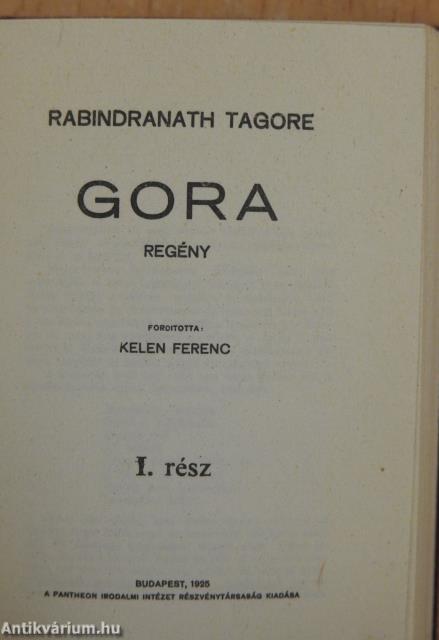 RABINDRANATH TAGORE
GORA
REGÉNY
FORDITOTTA:
KELEN FERENC
I. rész
BUDAPEST, 1925
A PANTHEON IRODALMI INTÉZET RÉSZVÉNYTÁRSASÁG KIADÁSA
Antikvárium.hu